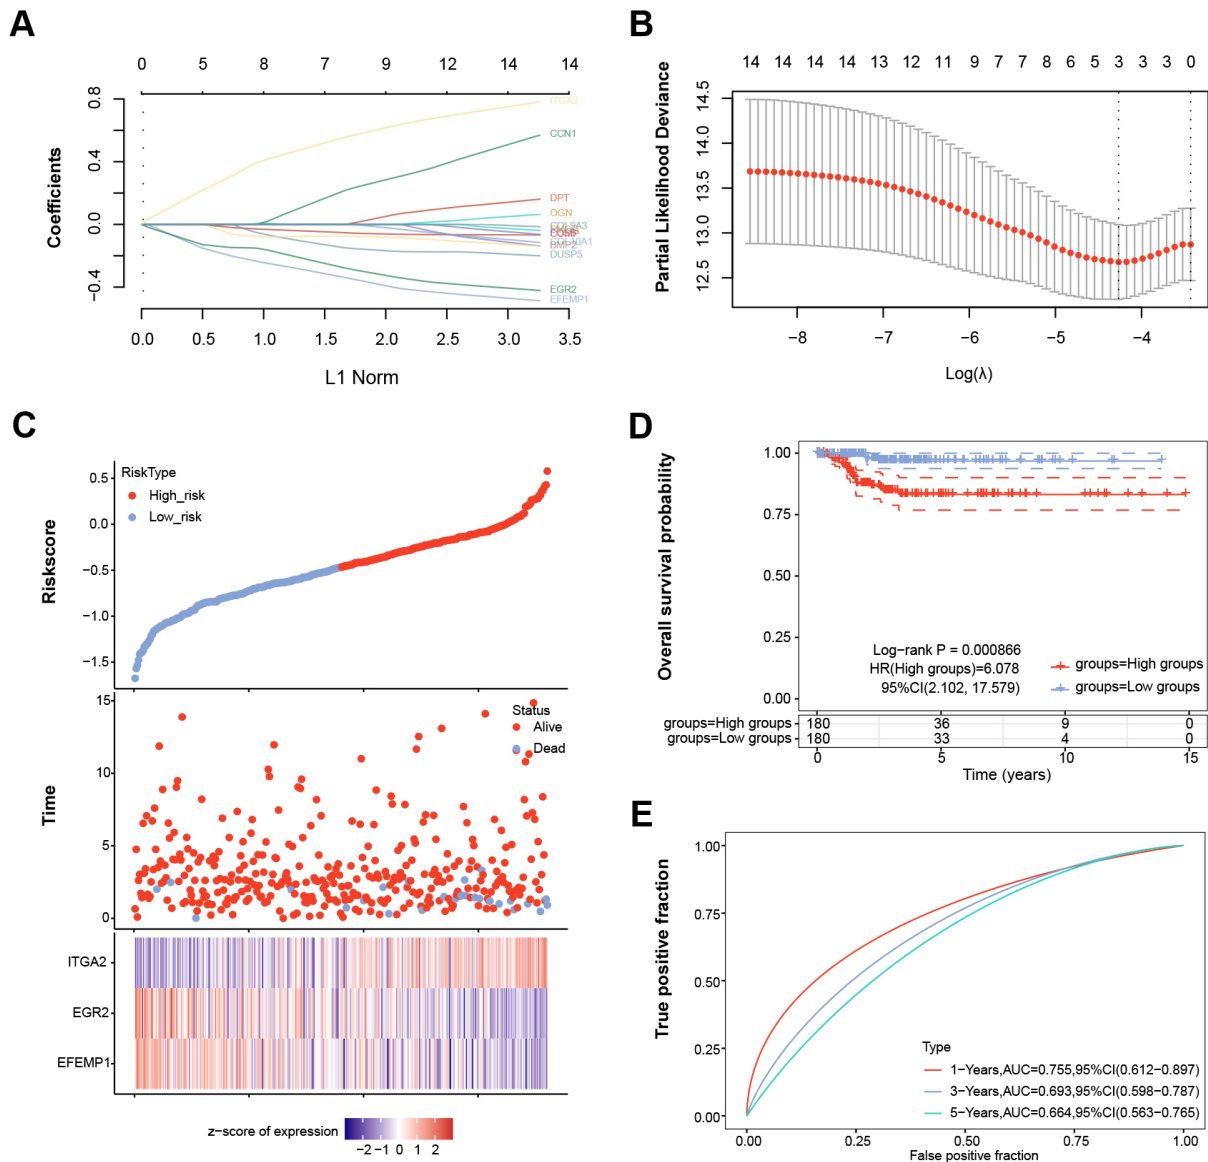 A
0 5 8 7 9 12 14 14
Coefficients
0.8
0.4
0.0
−0.4
ITGA2
CCN1
DPT
OGN
COL9A3
COL10A1
BMP2
DUSP5
EGR2
EFEMP1
0.0 0.5 1.0 1.5 2.0 2.5 3.0 3.5
L1 Norm
B
14 14 14 14 13 12 11 9 7 7 8 6 5 3 3 3 0
Partial Likelihood Deviance
14.5
14.0
13.5
13.0
12.5
−8 −7 −6 −5 −4
Log(λ)
C
RiskType
High_risk
Low_risk
Riskscore
0.5
0.0
−0.5
−1.0
−1.5
Status
Alive
Dead
Time
15
10
5
0
ITGA2
EGR2
EFEMP1
z−score of expression
−2 −1 0 1 2
D
Overall survival probability
1.00
0.75
0.50
0.25
0.00
Log−rank P = 0.000866
HR(High groups)=6.078
95%CI(2.102, 17.579)
groups=High groups
groups=Low groups
groups=High groups 180 36 9 0
groups=Low groups 180 33 4 0
0 5 10 15
Time (years)
E
True positive fraction
1.00
0.75
0.50
0.25
0.00
Type
1−Years,AUC=0.755,95%CI(0.612−0.897)
3−Years,AUC=0.693,95%CI(0.598−0.787)
5−Years,AUC=0.664,95%CI(0.563−0.765)
0.00 0.25 0.50 0.75 1.00
False positive fraction